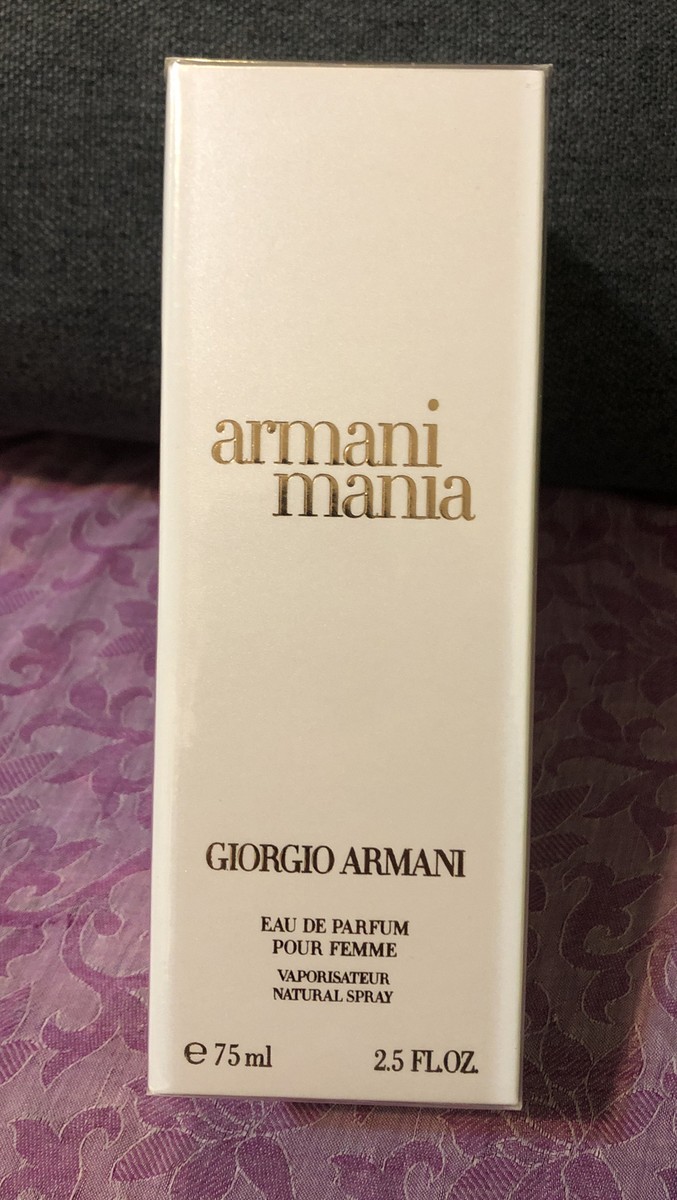 armani
mania
GIORGIO ARMANI
EAU DE PARFUM
POUR FEMME
VAPORISATEUR
NATURAL SPRAY
℮ 75 ml 2.5 FL.OZ.